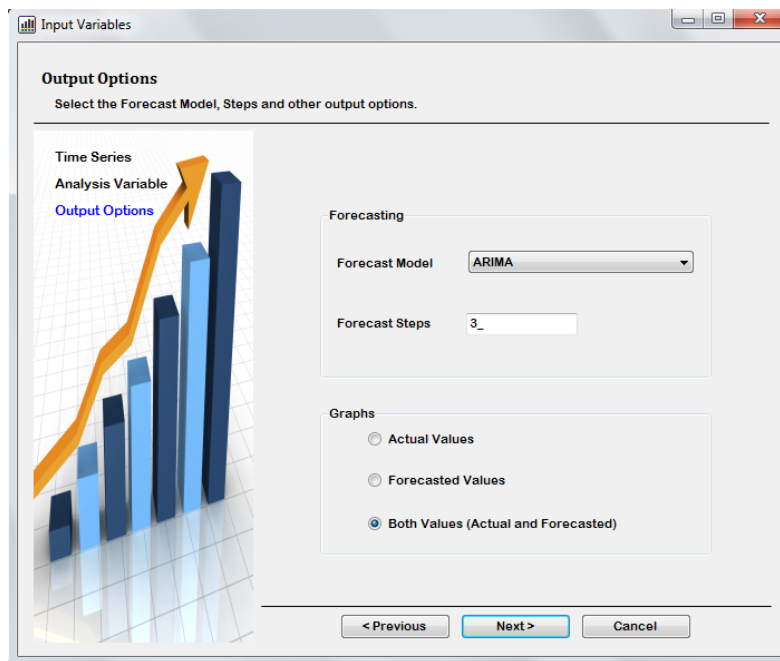 Input Variables
Output Options
Select the Forecast Model, Steps and other output options.
Time Series
Analysis Variable
Output Options
Forecasting
Forecast Model
ARIMA
Forecast Steps
3_
Graphs
Actual Values
Forecasted Values
Both Values (Actual and Forecasted)
< Previous
Next >
Cancel